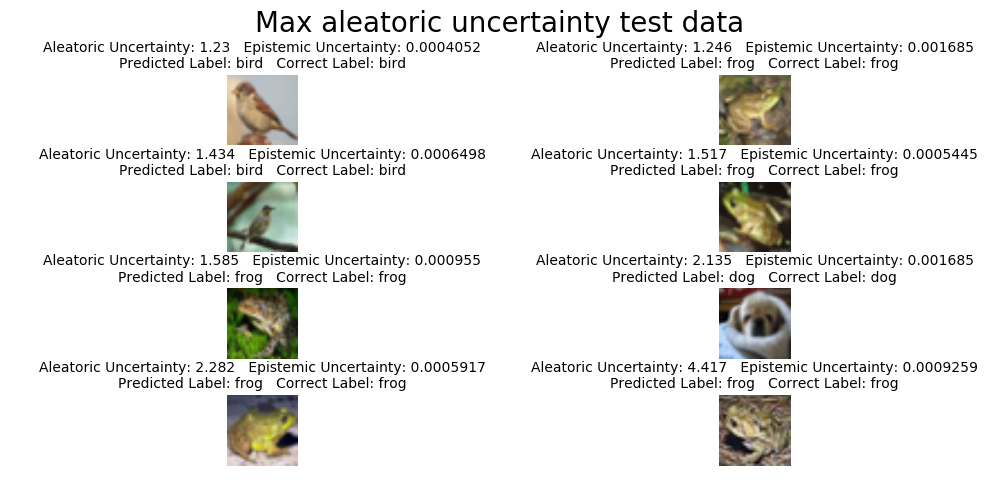 Max aleatoric uncertainty test data
Aleatoric Uncertainty: 1.23   Epistemic Uncertainty: 0.0004052
Predicted Label: bird   Correct Label: bird
Aleatoric Uncertainty: 1.246   Epistemic Uncertainty: 0.001685
Predicted Label: frog   Correct Label: frog
Aleatoric Uncertainty: 1.434   Epistemic Uncertainty: 0.0006498
Predicted Label: bird   Correct Label: bird
Aleatoric Uncertainty: 1.517   Epistemic Uncertainty: 0.0005445
Predicted Label: frog   Correct Label: frog
Aleatoric Uncertainty: 1.585   Epistemic Uncertainty: 0.000955
Predicted Label: frog   Correct Label: frog
Aleatoric Uncertainty: 2.135   Epistemic Uncertainty: 0.001685
Predicted Label: dog   Correct Label: dog
Aleatoric Uncertainty: 2.282   Epistemic Uncertainty: 0.0005917
Predicted Label: frog   Correct Label: frog
Aleatoric Uncertainty: 4.417   Epistemic Uncertainty: 0.0009259
Predicted Label: frog   Correct Label: frog